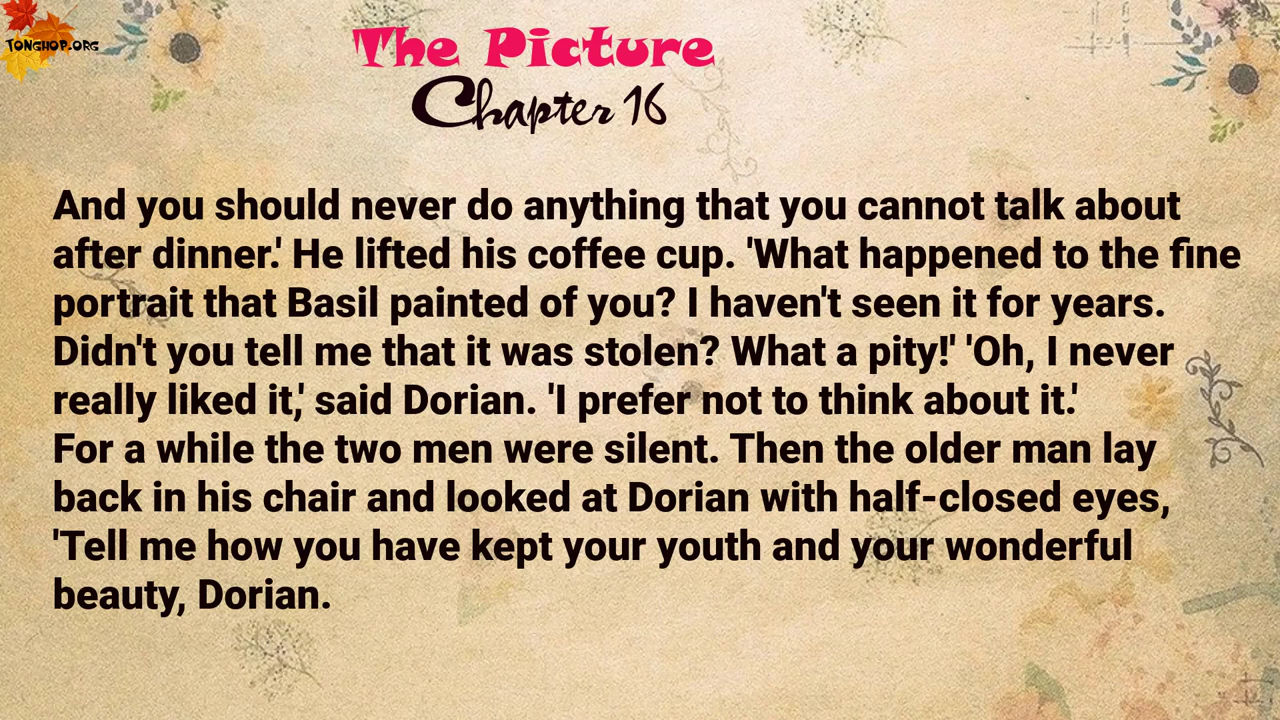 TONGHOP.ORG
The Picture
Chapter 16
And you should never do anything that you cannot talk about
after dinner.' He lifted his coffee cup. 'What happened to the fine
portrait that Basil painted of you? I haven't seen it for years.
Didn't you tell me that it was stolen? What a pity!' 'Oh, I never
really liked it,' said Dorian. 'I prefer not to think about it.'
For a while the two men were silent. Then the older man lay
back in his chair and looked at Dorian with half-closed eyes,
'Tell me how you have kept your youth and your wonderful
beauty, Dorian.